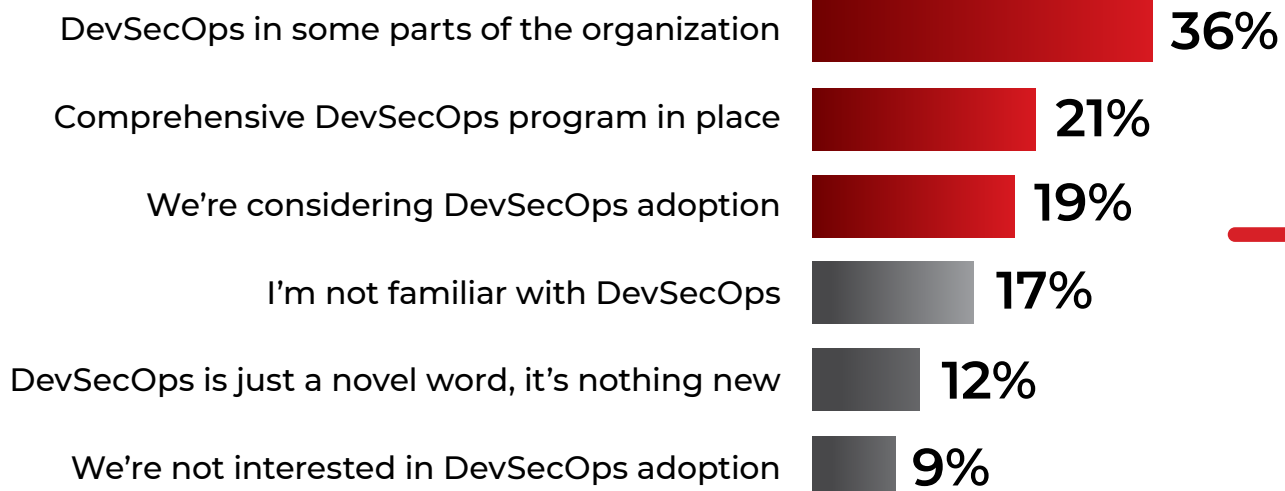 DevSecOps in some parts of the organization 36%
Comprehensive DevSecOps program in place 21%
We’re considering DevSecOps adoption 19%
I’m not familiar with DevSecOps 17%
DevSecOps is just a novel word, it’s nothing new 12%
We’re not interested in DevSecOps adoption 9%